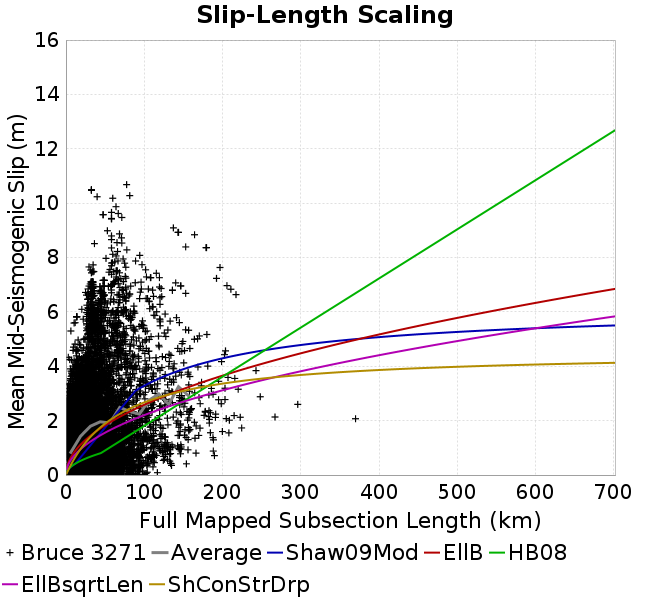 Slip-Length Scaling
16
14
12
10
8
6
4
2
0
Mean Mid-Seismogenic Slip (m)
0 100 200 300 400 500 600 700
Full Mapped Subsection Length (km)
Bruce 3271 Average Shaw09Mod EllB HB08
EllBsqrtLen ShConStrDrp